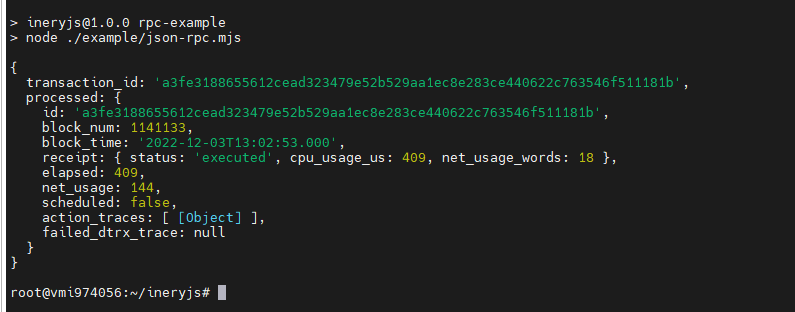 > ineryjs@1.0.0 rpc-example
> node ./example/json-rpc.mjs
{
transaction_id: 'a3fe3188655612cead323479e52b529aa1ec8e283ce440622c763546f511181b',
processed: {
id: 'a3fe3188655612cead323479e52b529aa1ec8e283ce440622c763546f511181b',
block_num: 1141133,
block_time: '2022-12-03T13:02:53.000',
receipt: { status: 'executed', cpu_usage_us: 409, net_usage_words: 18 },
elapsed: 409,
net_usage: 144,
scheduled: false,
action_traces: [ [Object] ],
failed_dtrx_trace: null
}
}
root@vmi974056:~/ineryjs#